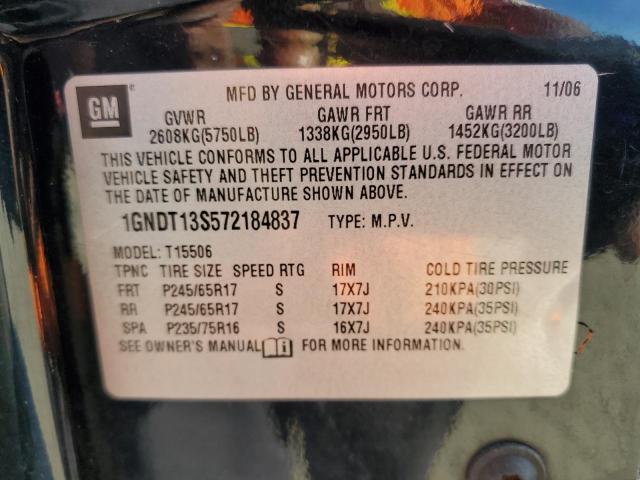 MFD BY GENERAL MOTORS CORP. 11/06
GM
GVWR GAWR FRT GAWR RR
2608KG(5750LB) 1338KG(2950LB) 1452KG(3200LB)
THIS VEHICLE CONFORMS TO ALL APPLICABLE U.S. FEDERAL MOTOR
VEHICLE SAFETY AND THEFT PREVENTION STANDARDS IN EFFECT ON
THE DATE OF MANUFACTURE SHOWN ABOVE.
1GNDT13S572184837 TYPE: M.P.V.
MODEL: T15506
TPNC TIRE SIZE SPEED RTG RIM COLD TIRE PRESSURE
FRT P245/65R17 S 17X7J 210KPA(30PSI)
RR P245/65R17 S 17X7J 240KPA(35PSI)
SPA P235/75R16 S 16X7J 240KPA(35PSI)
SEE OWNER'S MANUAL i FOR MORE INFORMATION.